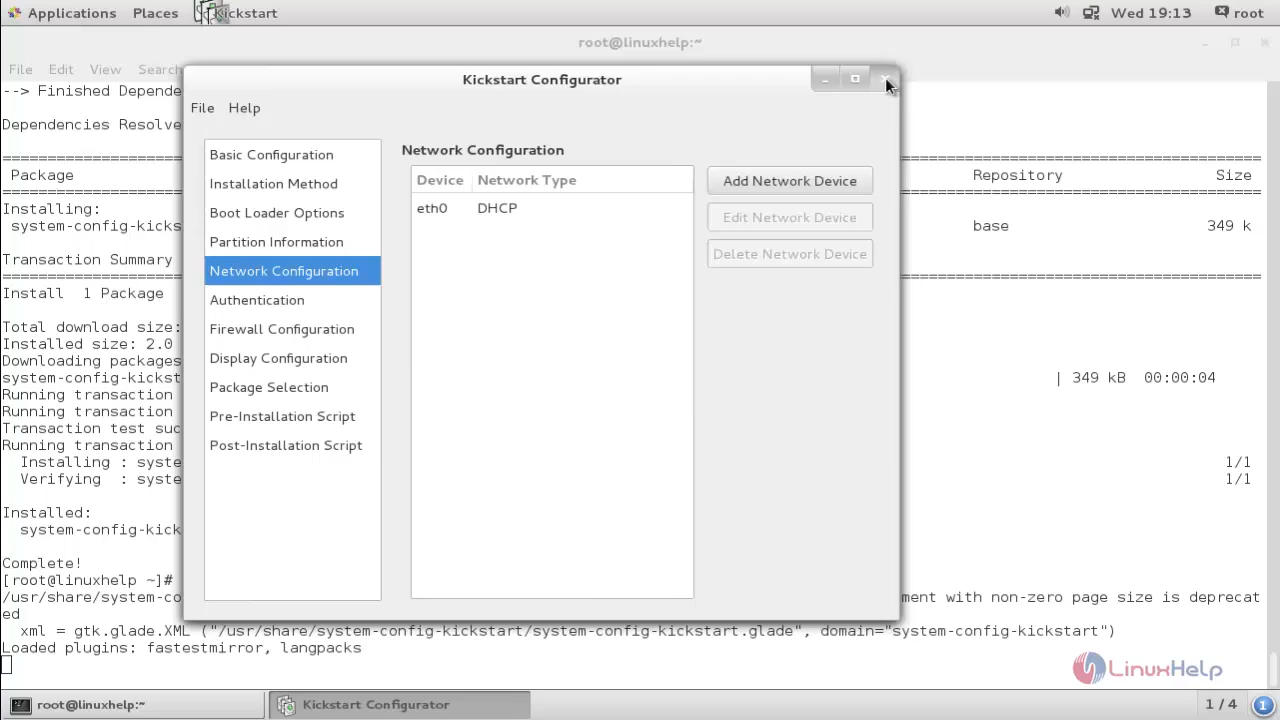 Applications Places Kickstart Wed 19:13 root
root@linuxhelp:~
File Edit View Search
Kickstart Configurator
File Help
--> Finished Depende
Dependencies Resolve
Package Repository Size
Installing:
system-config-kicks base 349 k
Transaction Summary
Install 1 Package
Total download size:
Installed size: 2.0
Downloading packages
system-config-kickst | 349 kB 00:00:04
Running transaction
Running transaction
Transaction test suc
Running transaction
Installing : syste 1/1
Verifying : syste 1/1
Installed:
system-config-kick
Complete!
[root@linuxhelp ~]#
/usr/share/system-co ment with non-zero page size is deprecat
ed
xml = gtk.glade.XML ("/usr/share/system-config-kickstart/system-config-kickstart.glade", domain="system-config-kickstart")
Loaded plugins: fastestmirror, langpacks
Basic Configuration
Installation Method
Boot Loader Options
Partition Information
Network Configuration
Authentication
Firewall Configuration
Display Configuration
Package Selection
Pre-Installation Script
Post-Installation Script
Network Configuration
Device Network Type
eth0 DHCP
Add Network Device
Edit Network Device
Delete Network Device
LinuxHelp
root@linuxhelp:~ Kickstart Configurator 1 / 4 1